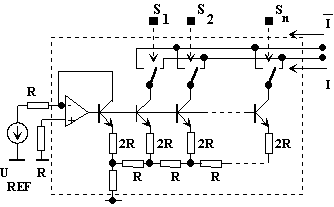 S1 S2 Sn I
I
R
2R 2R 2R 2R
U REF R R R R